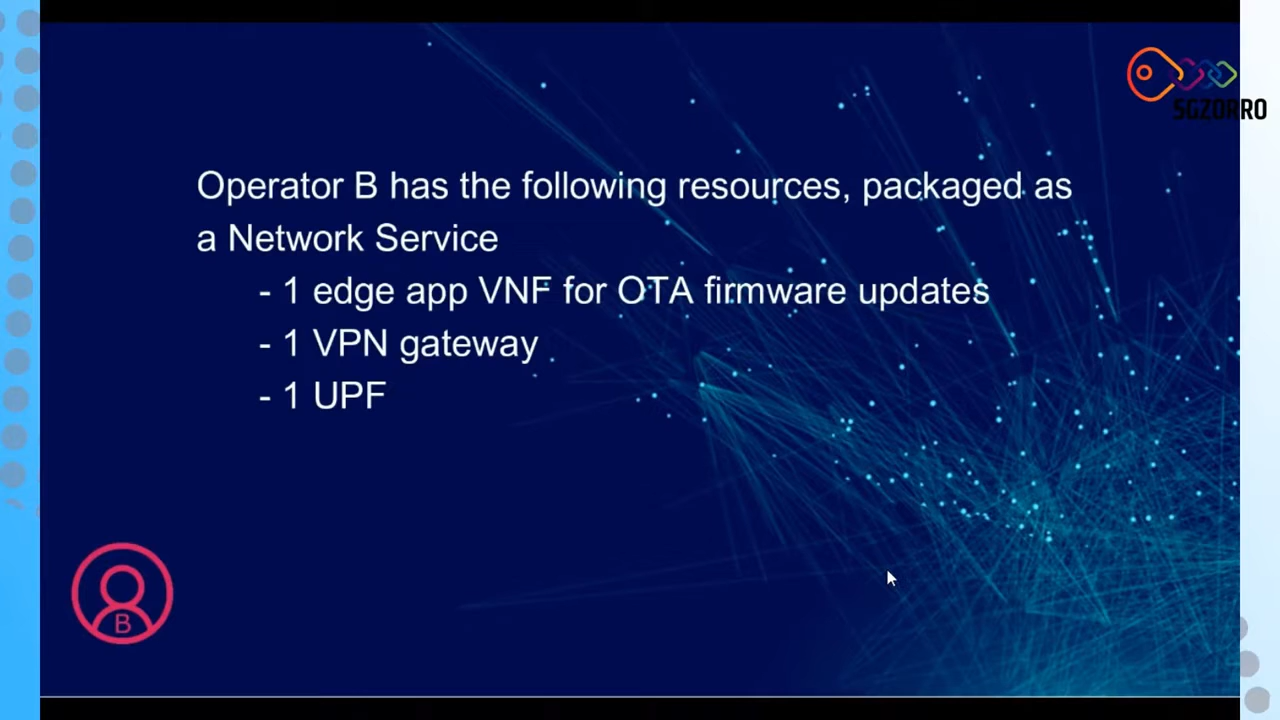 5GZORRO
Operator B has the following resources, packaged as
a Network Service
- 1 edge app VNF for OTA firmware updates
- 1 VPN gateway
- 1 UPF
B